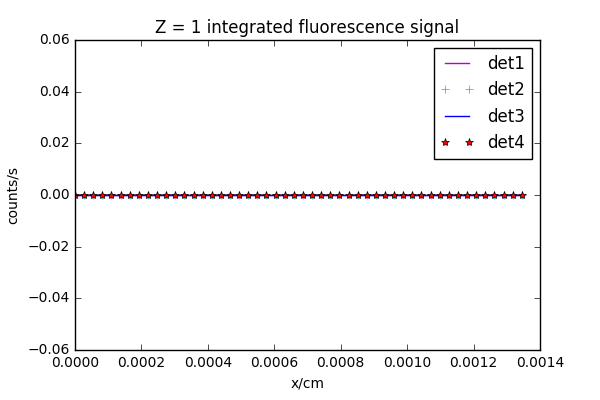 Z = 1 integrated fluorescence signal
0.06
0.04
0.02
0.00
−0.02
−0.04
−0.06
counts/s
det1
det2
det3
det4
0.0000 0.0002 0.0004 0.0006 0.0008 0.0010 0.0012 0.0014
x/cm